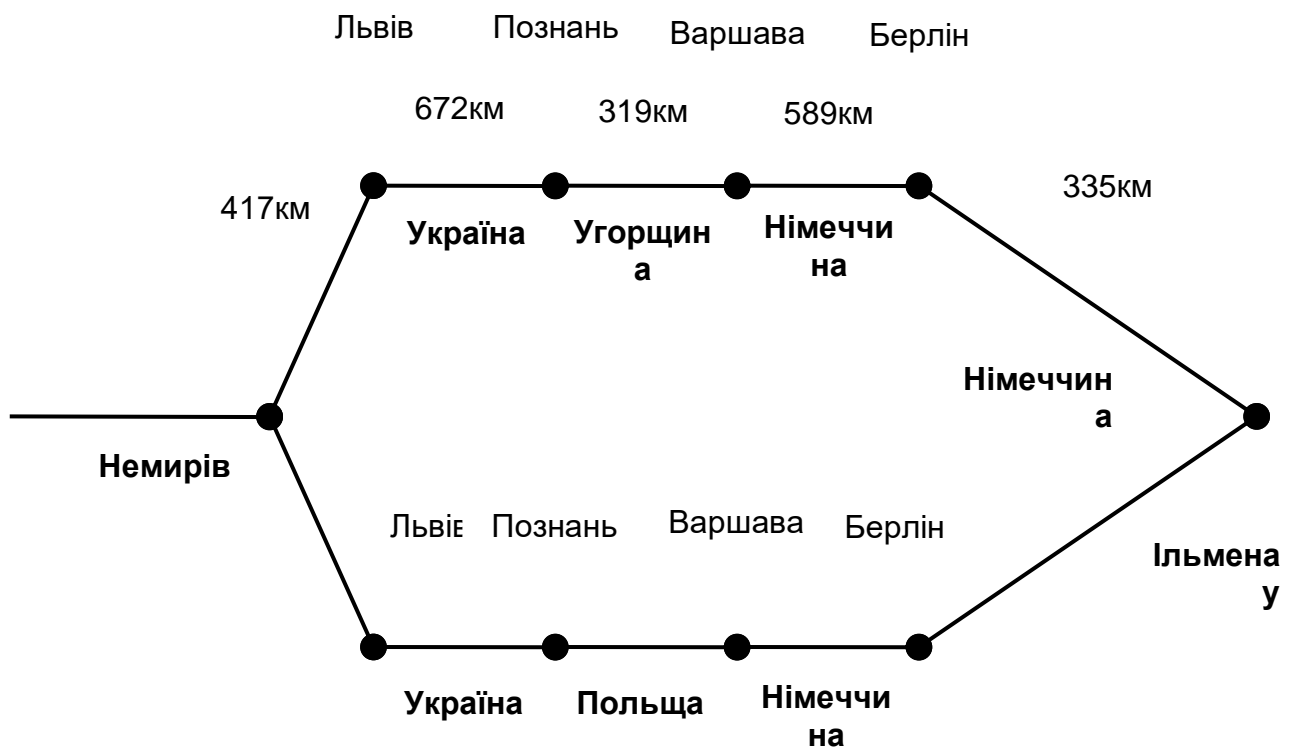 Львів Познань Варшава Берлін
672км 319км 589км
417км 335км
Україна Угорщин Німеччи
а на
Німеччин
а
Немирів
Львів Познань Варшава Берлін
Ільмена
у
Україна Польща Німеччи
на